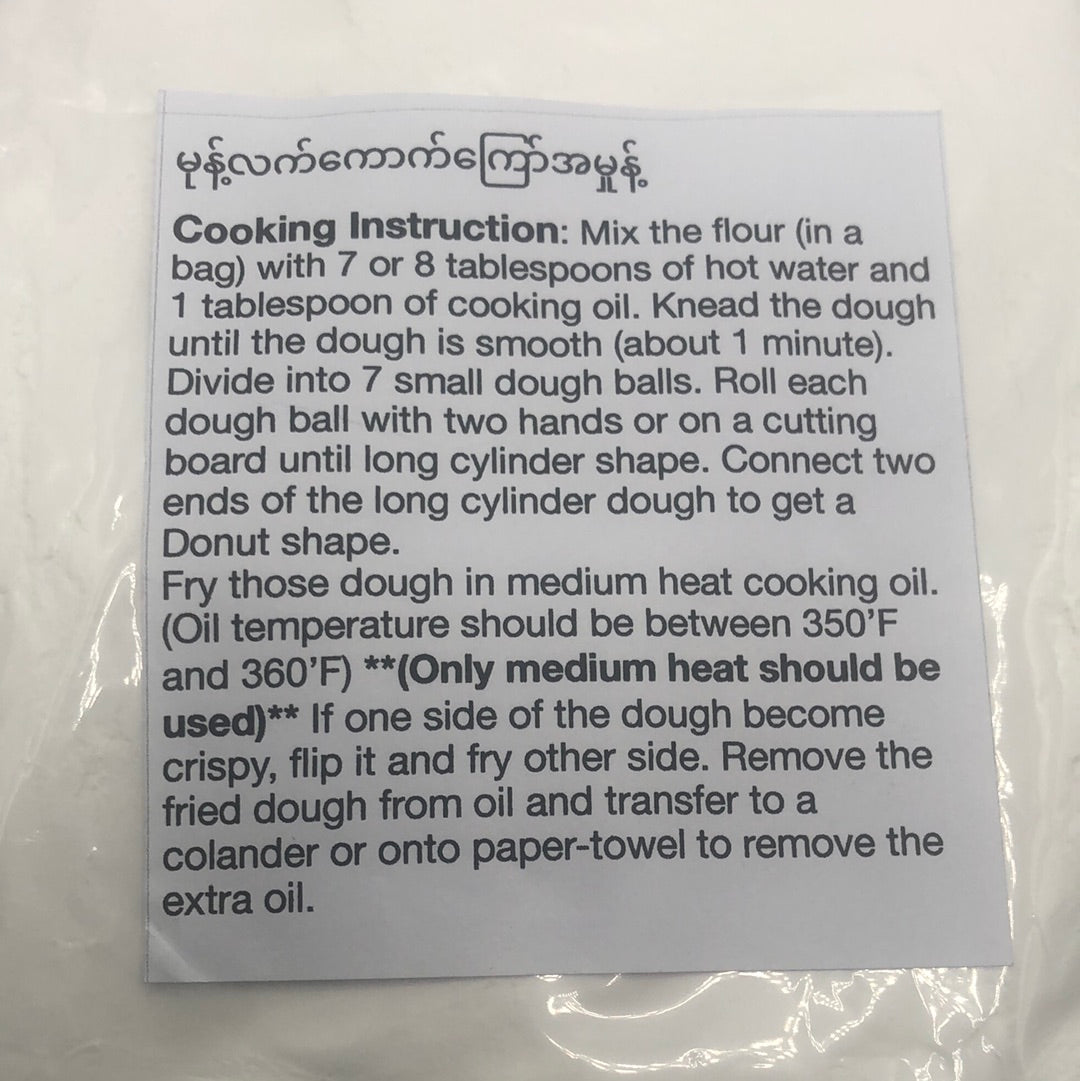 မုန့်လက်ကောက်ကြော်အမှုန့်
Cooking Instruction: Mix the flour (in a
bag) with 7 or 8 tablespoons of hot water and
1 tablespoon of cooking oil. Knead the dough
until the dough is smooth (about 1 minute).
Divide into 7 small dough balls. Roll each
dough ball with two hands or on a cutting
board until long cylinder shape. Connect two
ends of the long cylinder dough to get a
Donut shape.
Fry those dough in medium heat cooking oil.
(Oil temperature should be between 350'F
and 360'F) **(Only medium heat should be
used)** If one side of the dough become
crispy, flip it and fry other side. Remove the
fried dough from oil and transfer to a
colander or onto paper-towel to remove the
extra oil.